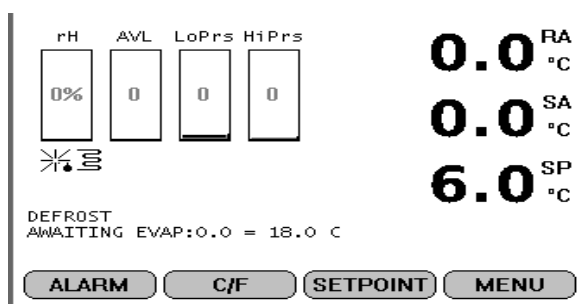 rH AVL LoPrs HiPrs
0% 0 0 0
0.0 RA °C
0.0 SA °C
6.0 SP °C
DEFROST
AWAITING EVAP:0.0 = 18.0 C
ALARM C/F SETPOINT MENU